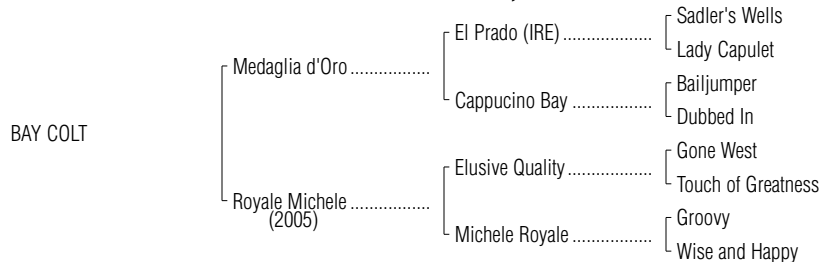 Sadler's Wells
El Prado (IRE) ....................
Lady Capulet
Medaglia d'Oro .................
Bailjumper
Cappucino Bay ..................
Dubbed In
BAY COLT
Gone West
Elusive Quality ...................
Touch of Greatness
Royale Michele .................
(2005)
Groovy
Michele Royale ..................
Wise and Happy